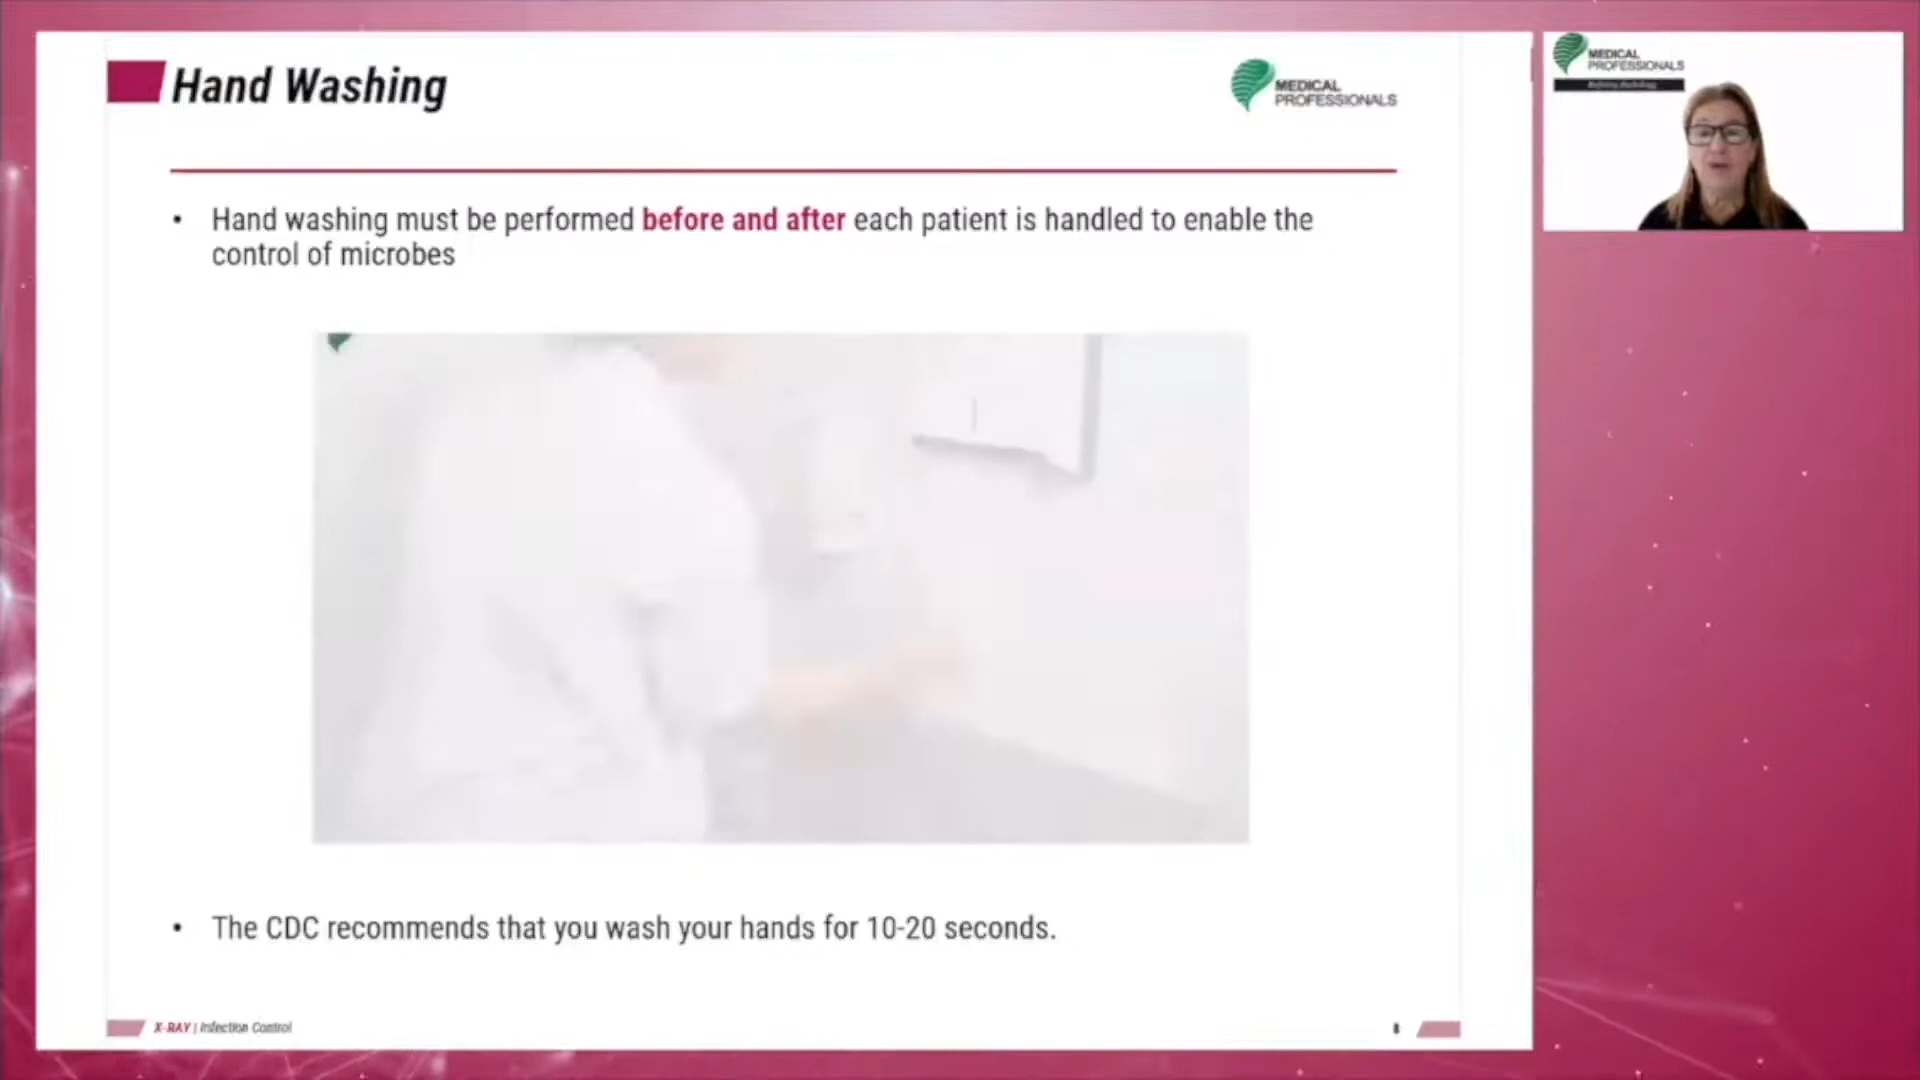 Hand Washing
MEDICAL
PROFESSIONALS
• Hand washing must be performed before and after each patient is handled to enable the
control of microbes
• The CDC recommends that you wash your hands for 10-20 seconds.
X-RAY | Infection Control
8
MEDICAL
PROFESSIONALS